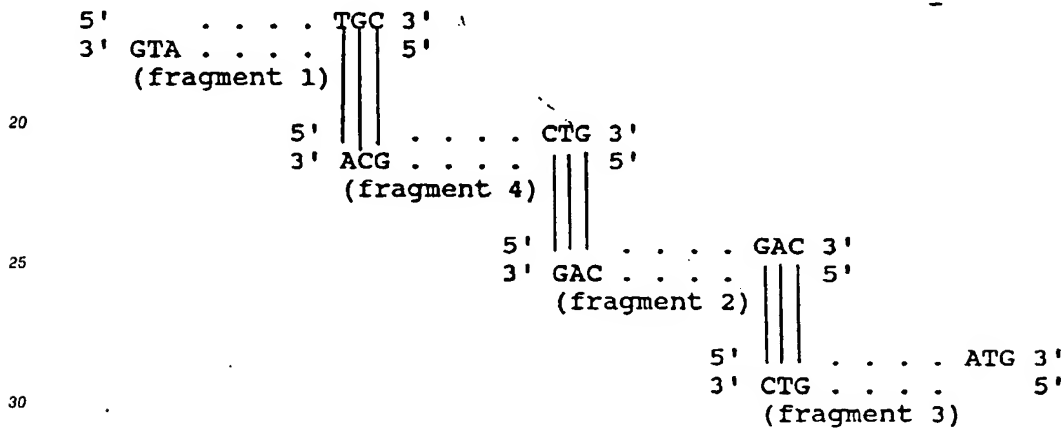 5' . . . . TGC 3'
3' GTA . . . . 5'
(fragment 1)
20 5' . . . . CTG 3'
3' ACG . . . . 5'
(fragment 4)
25 5' . . . . GAC 3'
3' GAC . . . . 5'
(fragment 2)
5' . . . . ATG 3'
3' CTG . . . . 5'
30 (fragment 3)